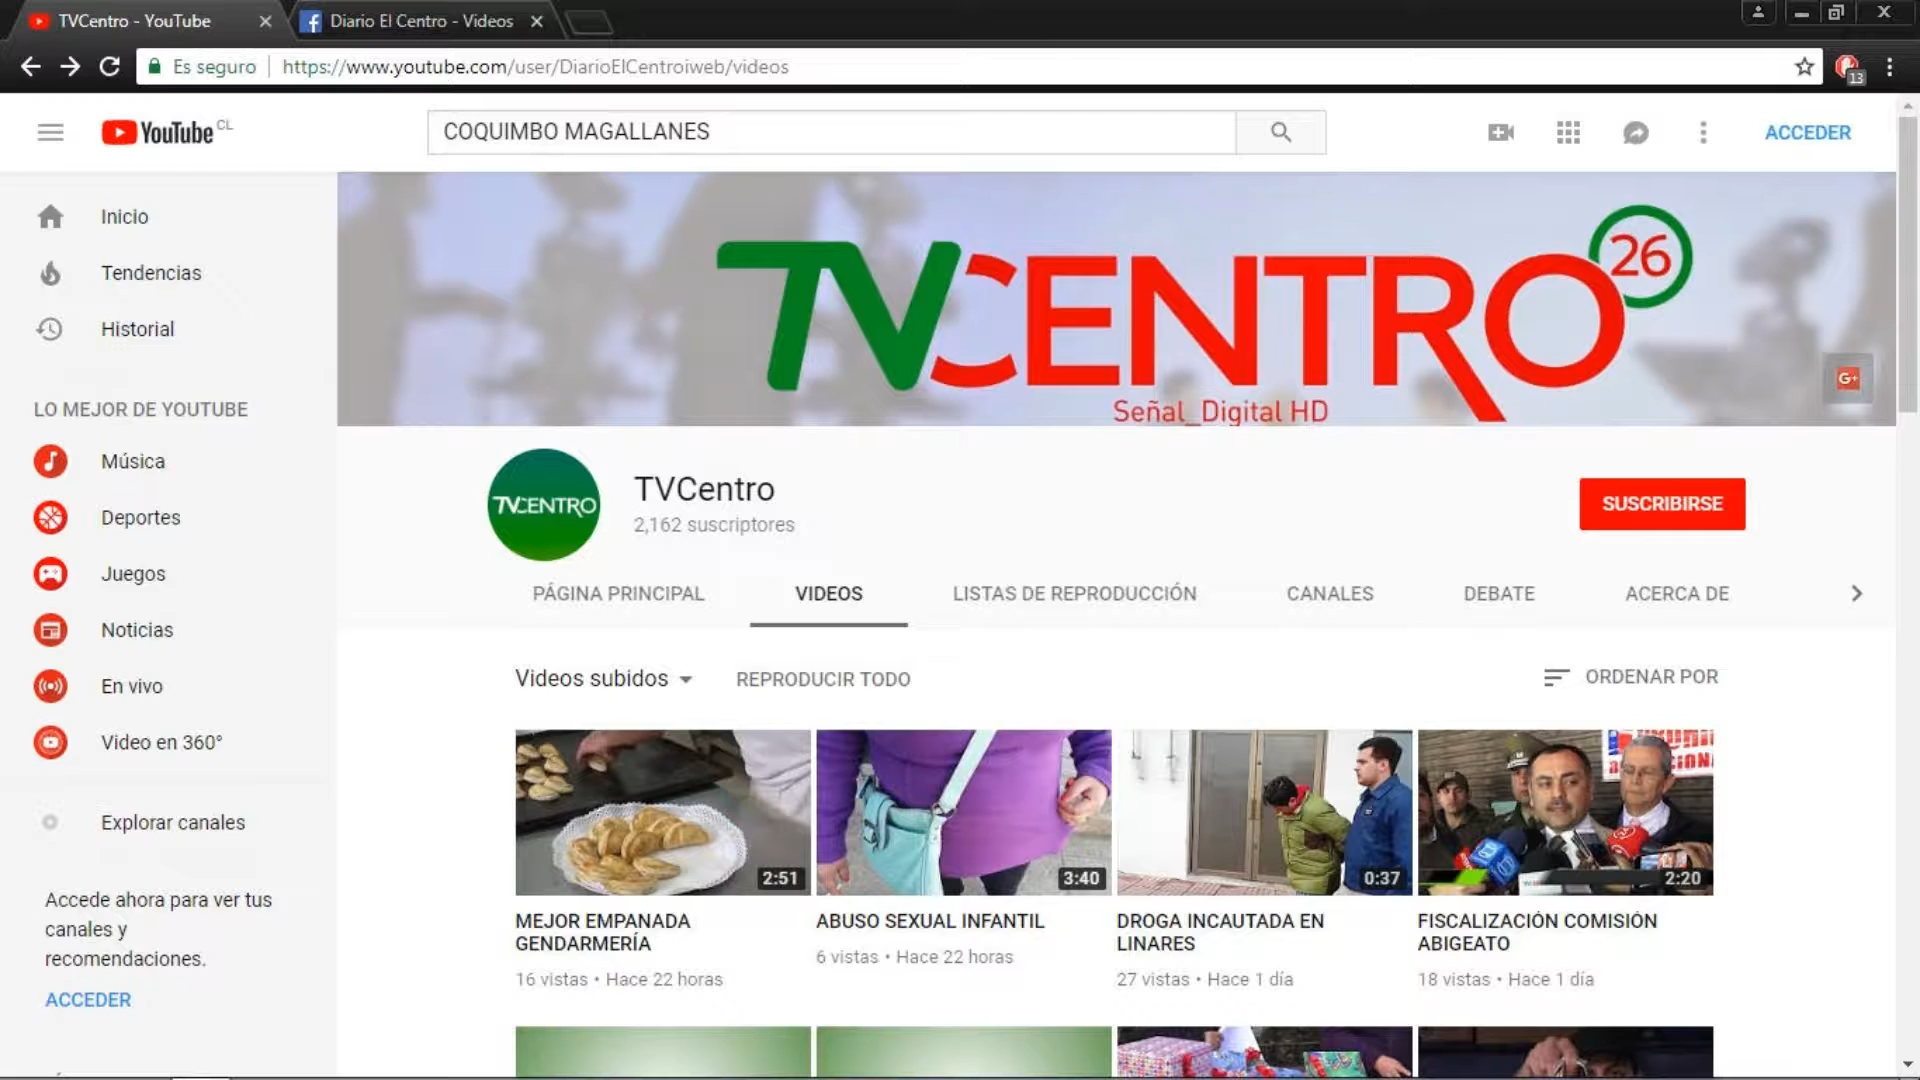 TVCentro - YouTube
Diario El Centro - Videos
Es seguro
https://www.youtube.com/user/DiarioElCentroiweb/videos
13
YouTube CL
COQUIMBO MAGALLANES
ACCEDER
Inicio
Tendencias
Historial
LO MEJOR DE YOUTUBE
Música
Deportes
Juegos
Noticias
En vivo
Video en 360°
Explorar canales
Accede ahora para ver tus
canales y
recomendaciones.
ACCEDER
TVCENTRO 26
Señal_Digital HD
G+
TVCENTRO
TVCentro
2,162 suscriptores
SUSCRIBIRSE
PÁGINA PRINCIPAL
VIDEOS
LISTAS DE REPRODUCCIÓN
CANALES
DEBATE
ACERCA DE
Videos subidos
REPRODUCIR TODO
ORDENAR POR
2:51
MEJOR EMPANADA
GENDARMERÍA
16 vistas • Hace 22 horas
3:40
ABUSO SEXUAL INFANTIL
6 vistas • Hace 22 horas
0:37
DROGA INCAUTADA EN
LINARES
27 vistas • Hace 1 día
2:20
FISCALIZACIÓN COMISIÓN
ABIGEATO
18 vistas • Hace 1 día